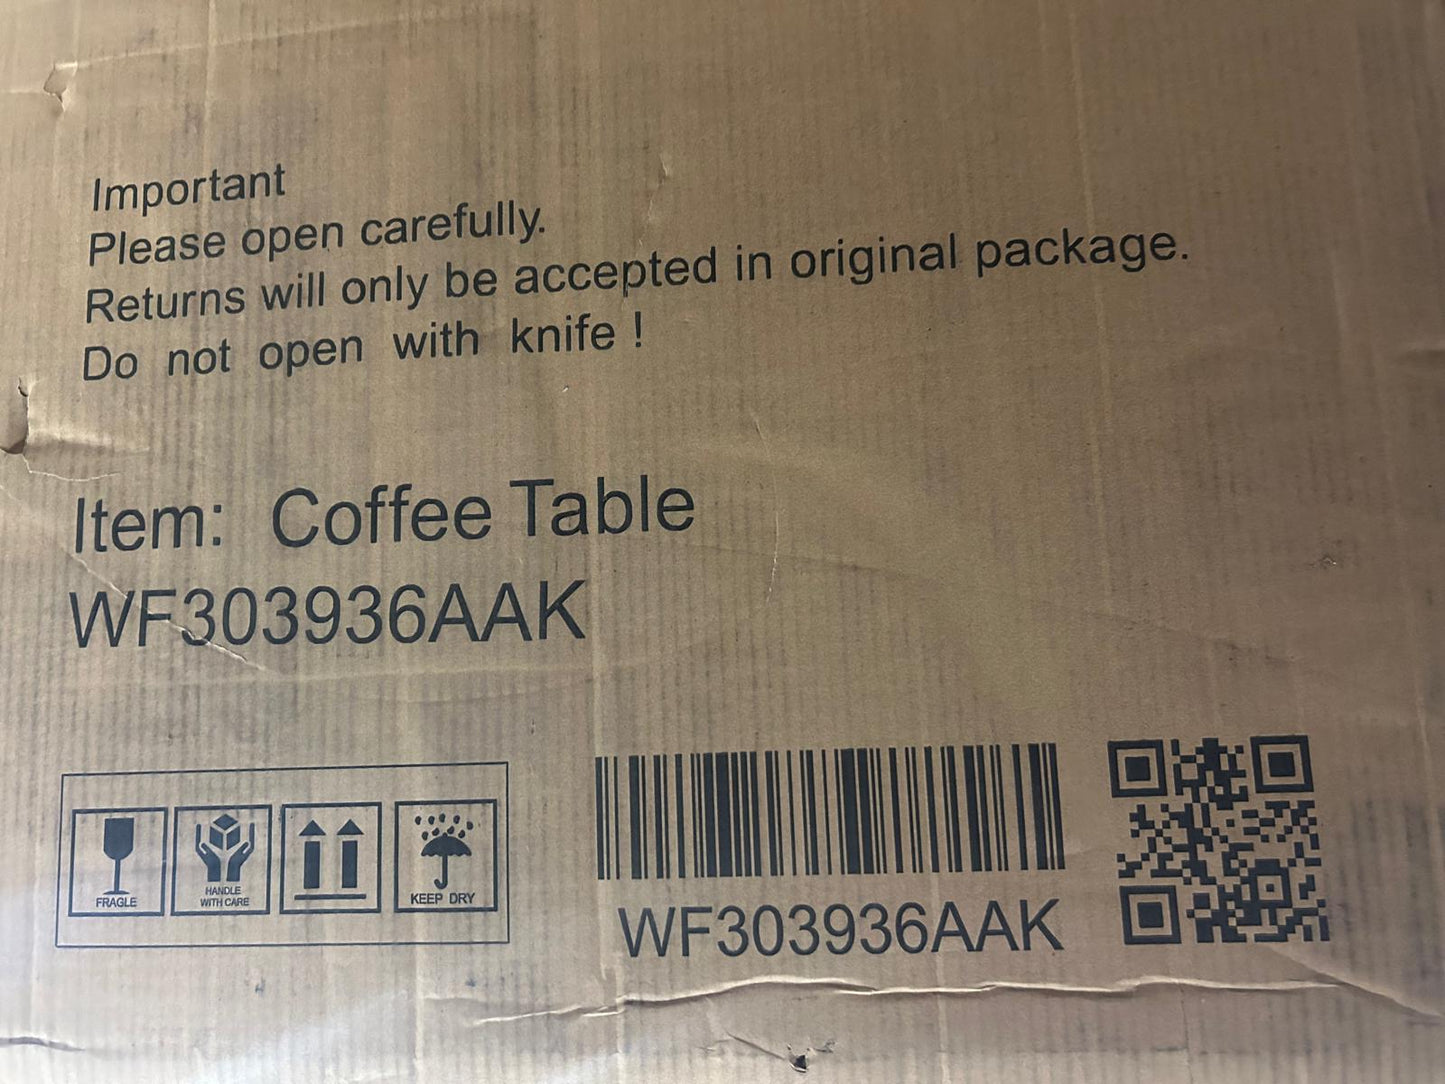 Important
Please open carefully.
Returns will only be accepted in original package.
Do not open with knife !
Item: Coffee Table
WF303936AAK
FRAGLE
HANDLE
WITH CARE
KEEP DRY
WF303936AAK